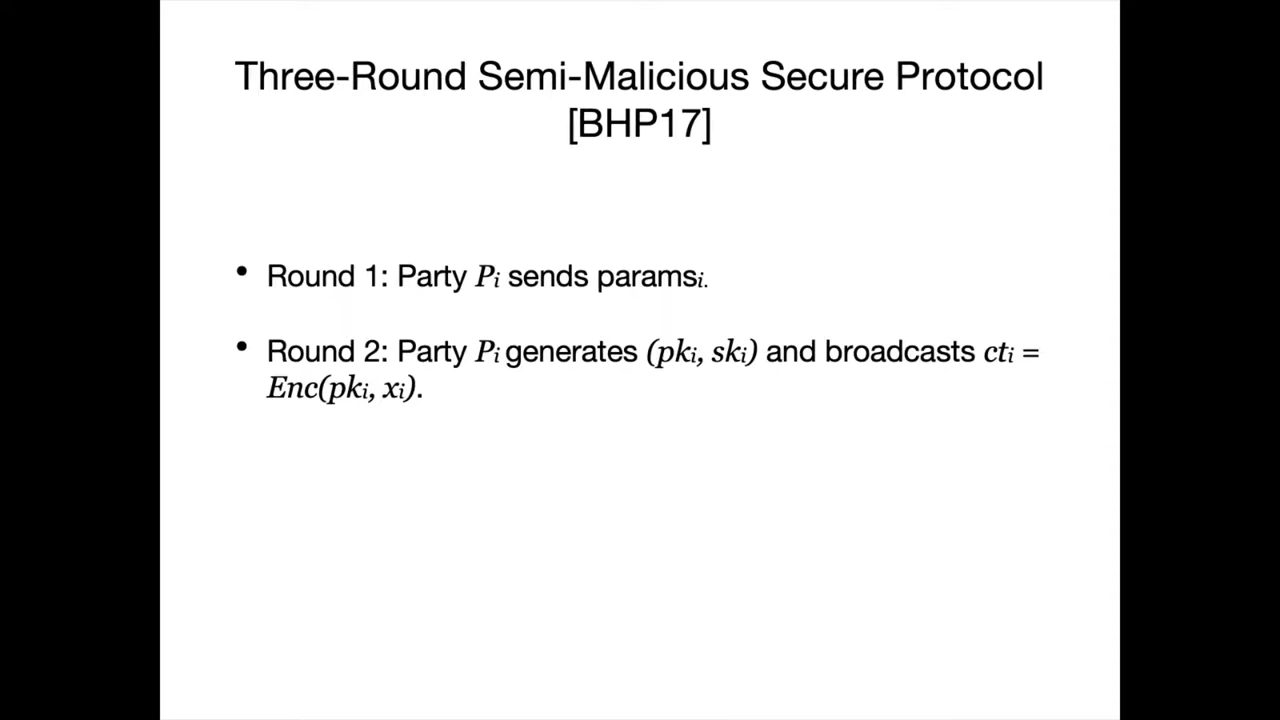 Three-Round Semi-Malicious Secure Protocol
[BHP17]
• Round 1: Party Pi sends paramsi.
• Round 2: Party Pi generates (pki, ski) and broadcasts cti =
Enc(pki, xi).